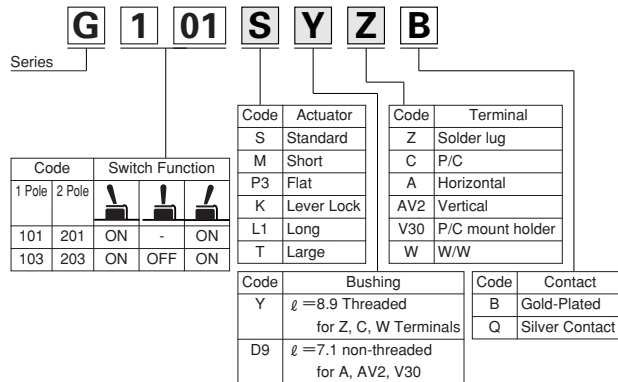 G 1 01 S Y Z B
Series
Code Actuator
S Standard
M Short
P3 Flat
K Lever Lock
L1 Long
T Large
Code Terminal
Z Solder lug
C P/C
A Horizontal
AV2 Vertical
V30 P/C mount holder
W W/W
Code Switch Function
1 Pole 2 Pole
101 201 ON - ON
103 203 ON OFF ON
Code Bushing
Y ℓ=8.9 Threaded
for Z, C, W Terminals
D9 ℓ=7.1 non-threaded
for A, AV2, V30
Code Contact
B Gold-Plated
Q Silver Contact